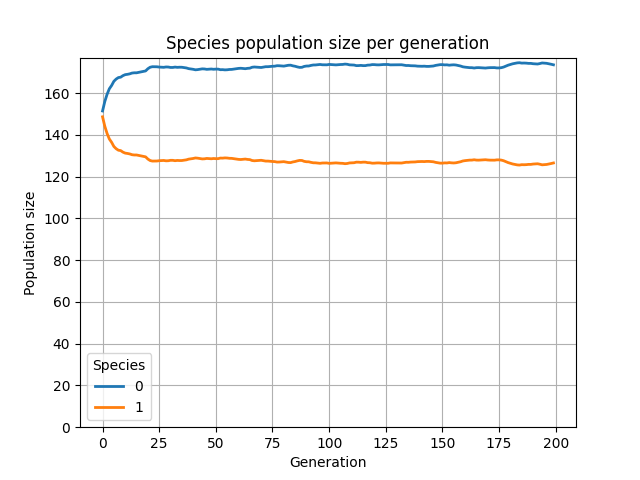 Species population size per generation
Population size
160
140
120
100
80
60
40
20
0
Species
0
1
0 25 50 75 100 125 150 175 200
Generation